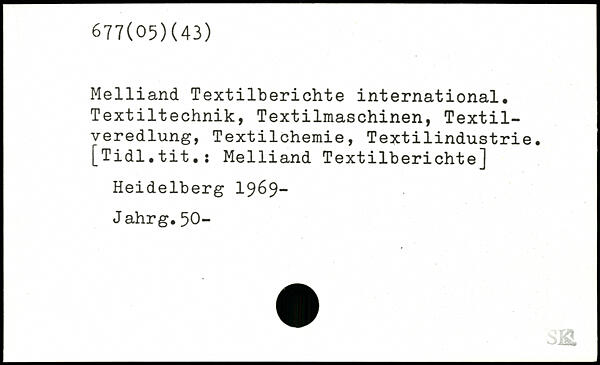 677(05)(43)
Melliand Textilberichte international.
Textiltechnik, Textilmaschinen, Textil-
veredlung, Textilchemie, Textilindustrie.
[Tidl.tit.: Melliand Textilberichte]
Heidelberg 1969-
Jahrg.50-